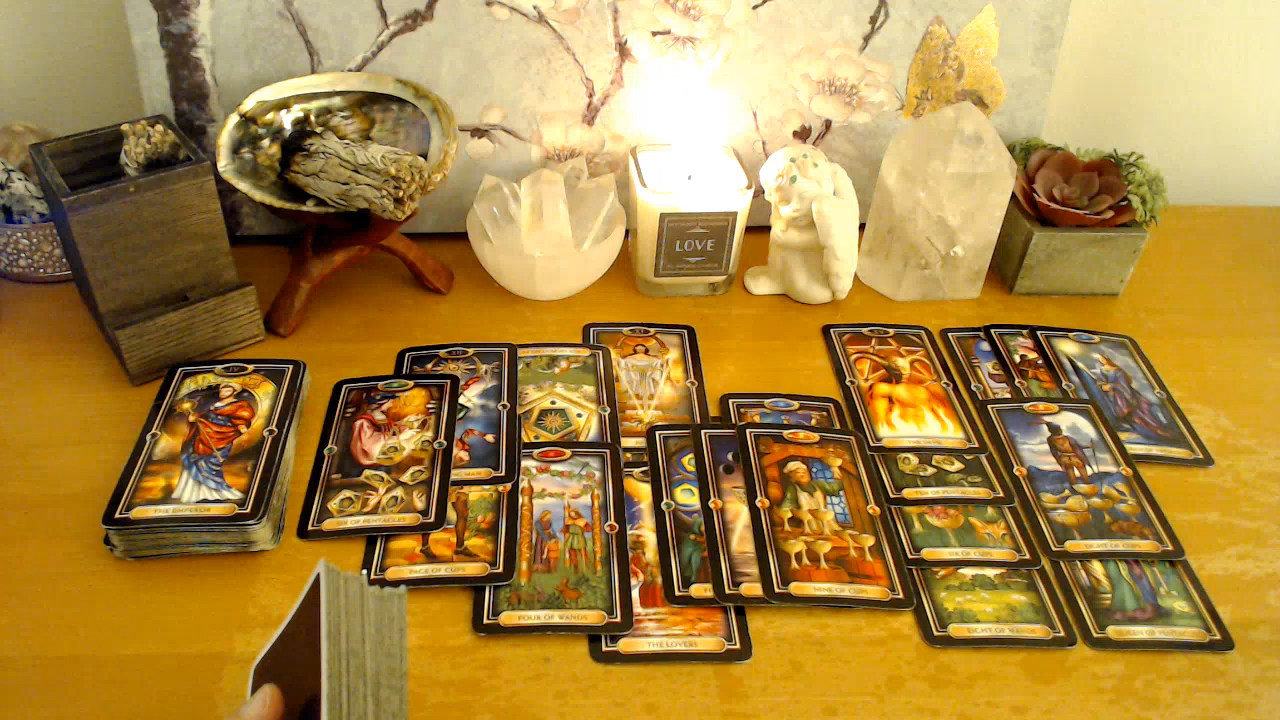 LOVE
XII
THE EMPEROR
SIX OF PENTACLES
PAGE OF CUPS
FOUR OF WANDS
THE LOVERS
NINE OF CUPS
THE DEVIL
TEN OF PENTACLES
SIX OF CUPS
EIGHT OF WANDS
EIGHT OF CUPS
QUEEN OF PENTACLES